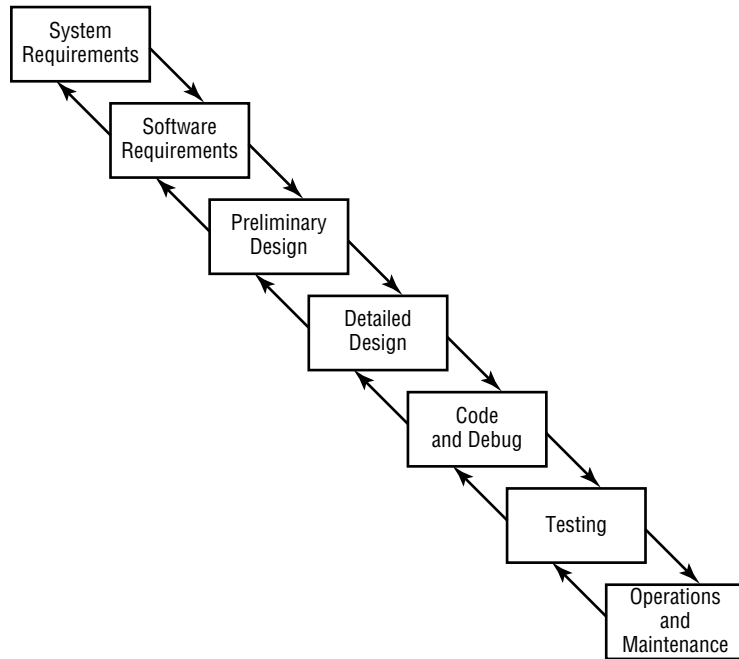 System
Requirements
Software
Requirements
Preliminary
Design
Detailed
Design
Code
and Debug
Testing
Operations
and
Maintenance